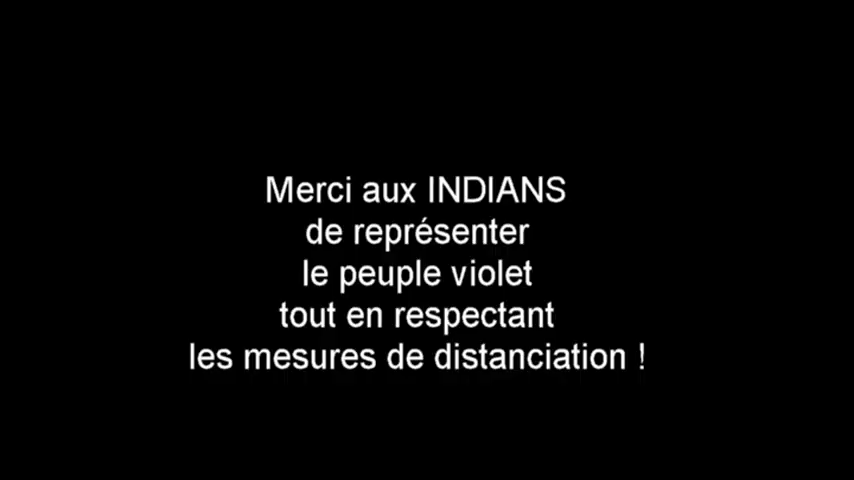 Merci aux INDIANS
de représenter
le peuple violet
tout en respectant
les mesures de distanciation !